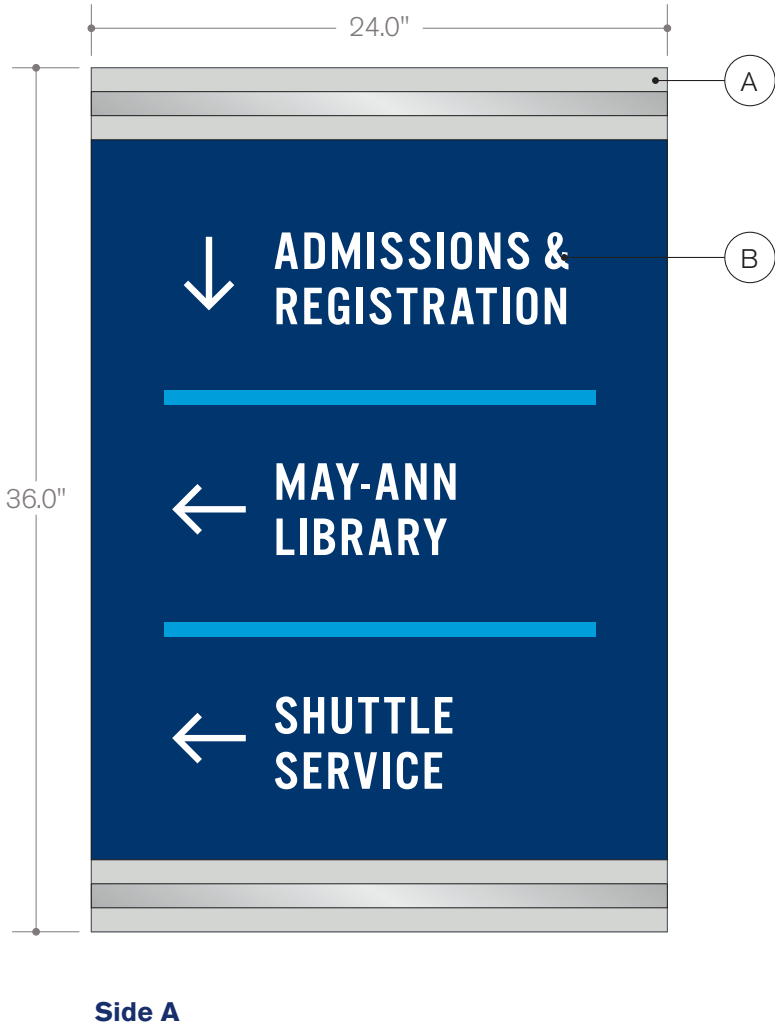 24.0"
A
ADMISSIONS &
B
REGISTRATION
36.0"
MAY-ANN
LIBRARY
SHUTTLE
SERVICE
Side A